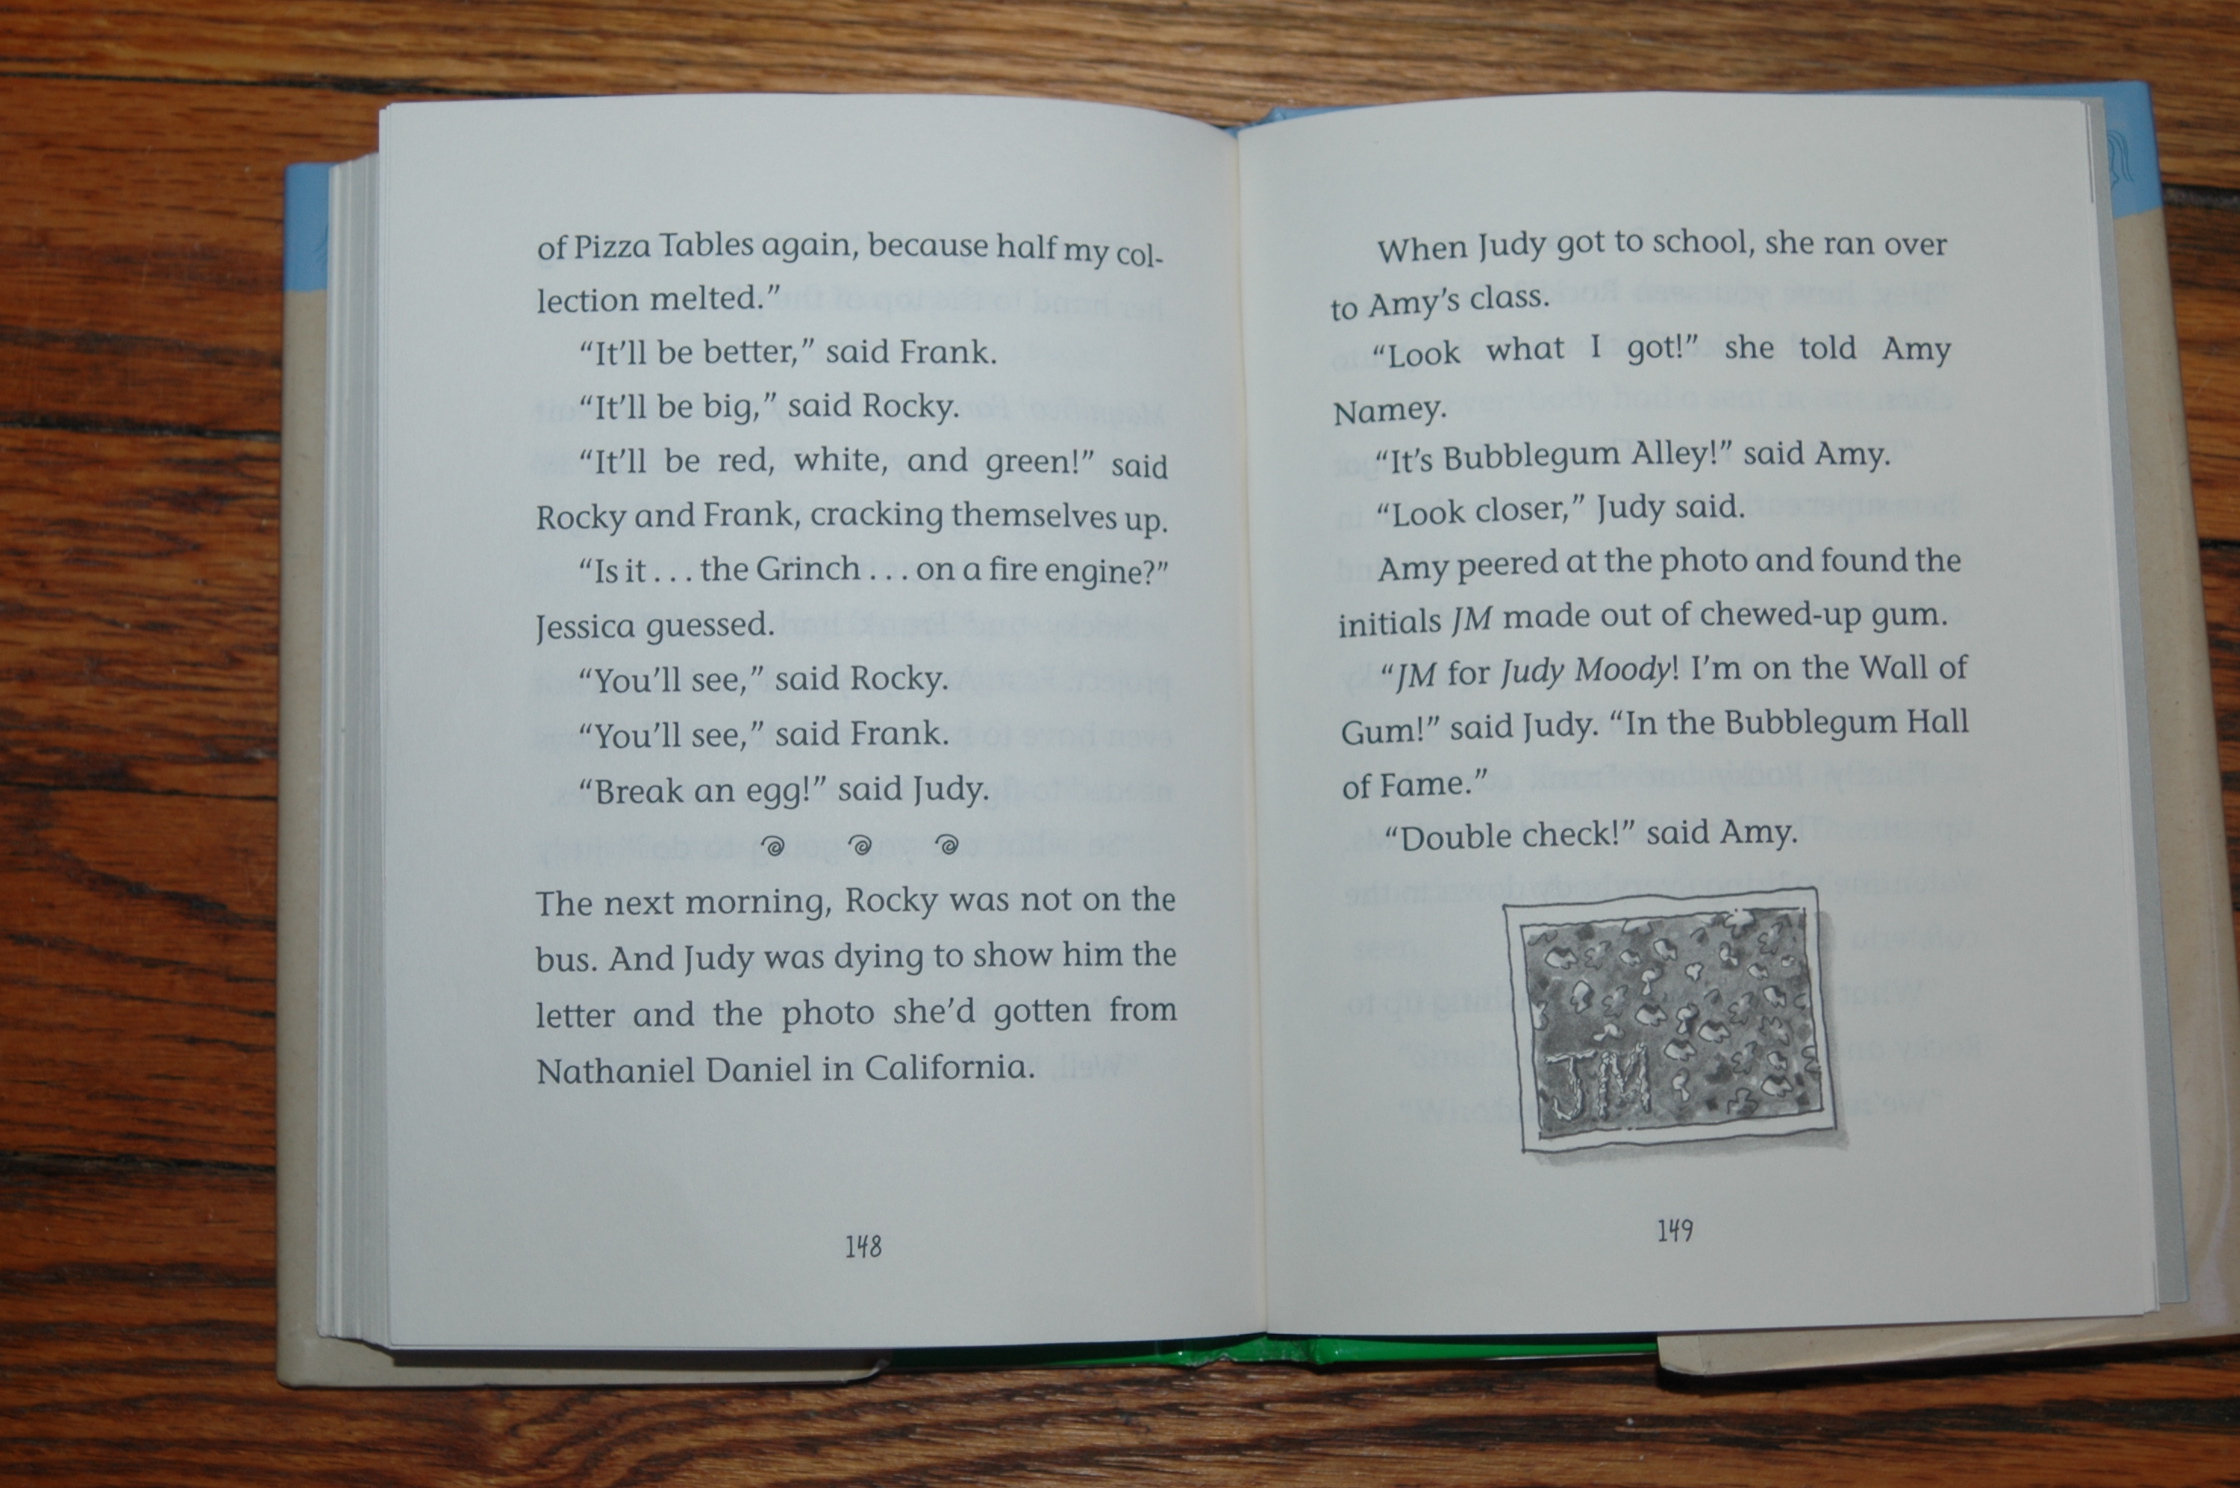 of Pizza Tables again, because half my col-
lection melted.”
“It’ll be better,” said Frank.
“It’ll be big,” said Rocky.
“It’ll be red, white, and green!” said
Rocky and Frank, cracking themselves up.
“Is it . . . the Grinch . . . on a fire engine?”
Jessica guessed.
“You’ll see,” said Rocky.
“You’ll see,” said Frank.
“Break an egg!” said Judy.
The next morning, Rocky was not on the
bus. And Judy was dying to show him the
letter and the photo she’d gotten from
Nathaniel Daniel in California.
148
When Judy got to school, she ran over
to Amy’s class.
“Look what I got!” she told Amy
Namey.
“It’s Bubblegum Alley!” said Amy.
“Look closer,” Judy said.
Amy peered at the photo and found the
initials JM made out of chewed-up gum.
“JM for Judy Moody! I’m on the Wall of
Gum!” said Judy. “In the Bubblegum Hall
of Fame.”
“Double check!” said Amy.
JM
149